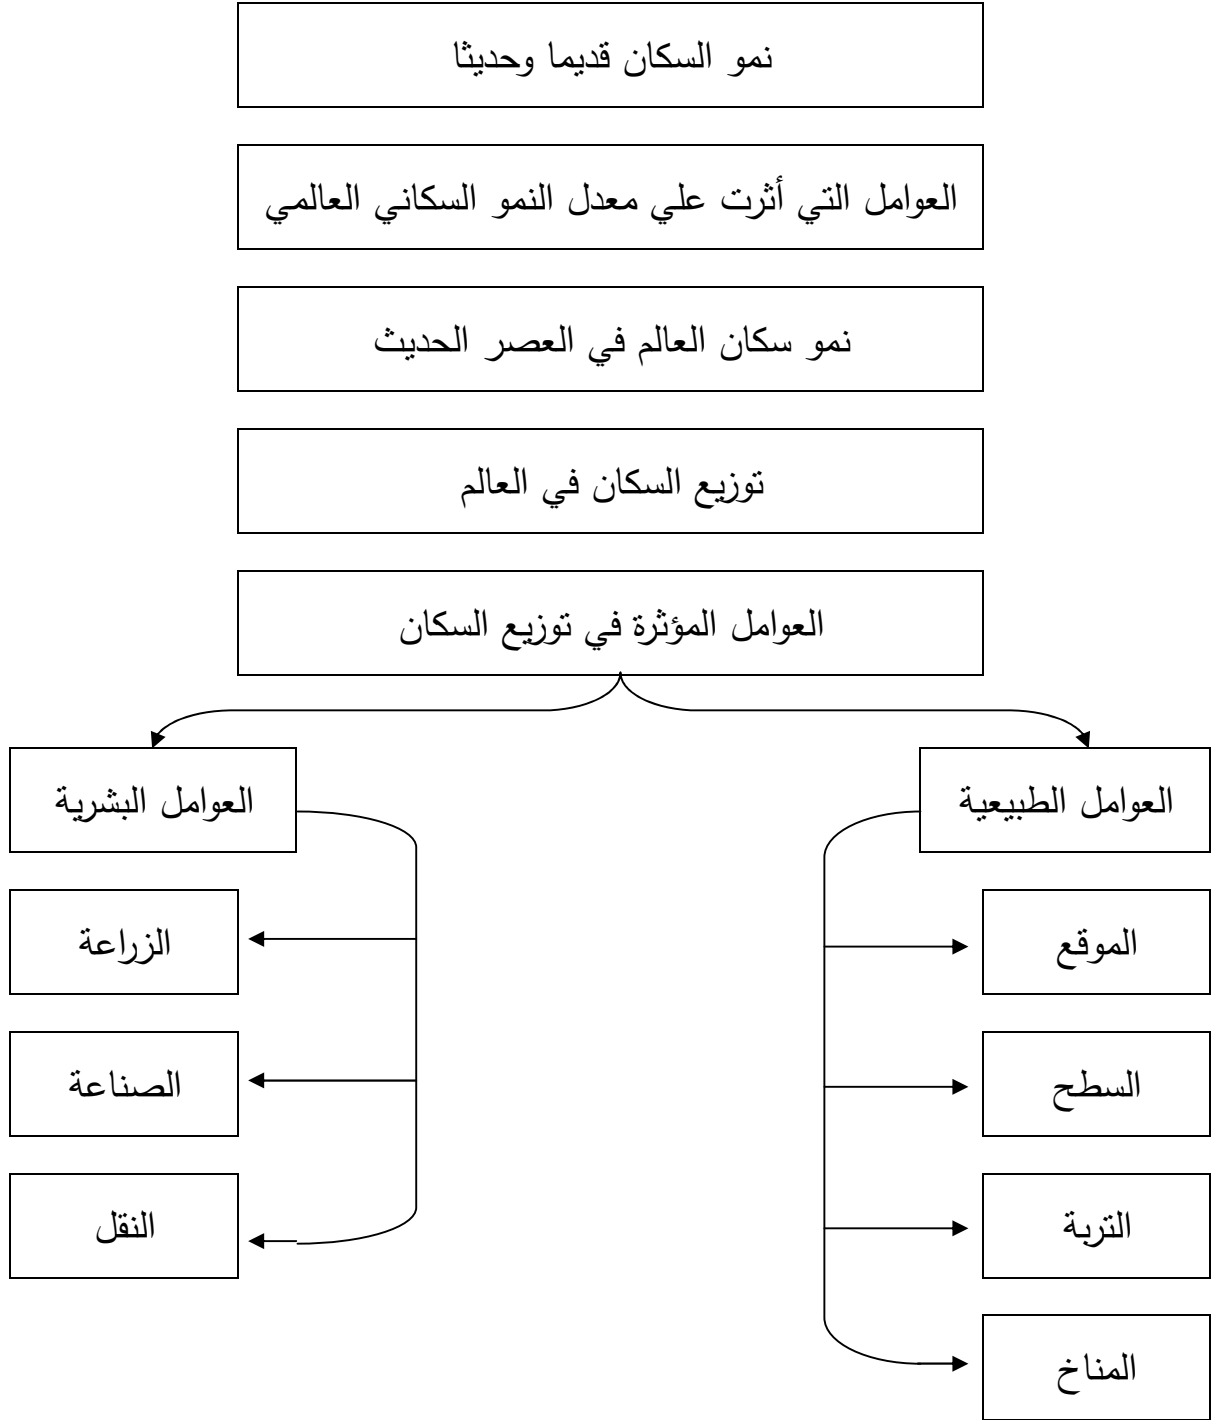 نمو السكان قديما وحديثا
العوامل التي أثرت علي معدل النمو السكاني العالمي
نمو سكان العالم في العصر الحديث
توزيع السكان في العالم
العوامل المؤثرة في توزيع السكان
العوامل الطبيعية
العوامل البشرية
الموقع
الزراعة
السطح
الصناعة
التربة
النقل
المناخ